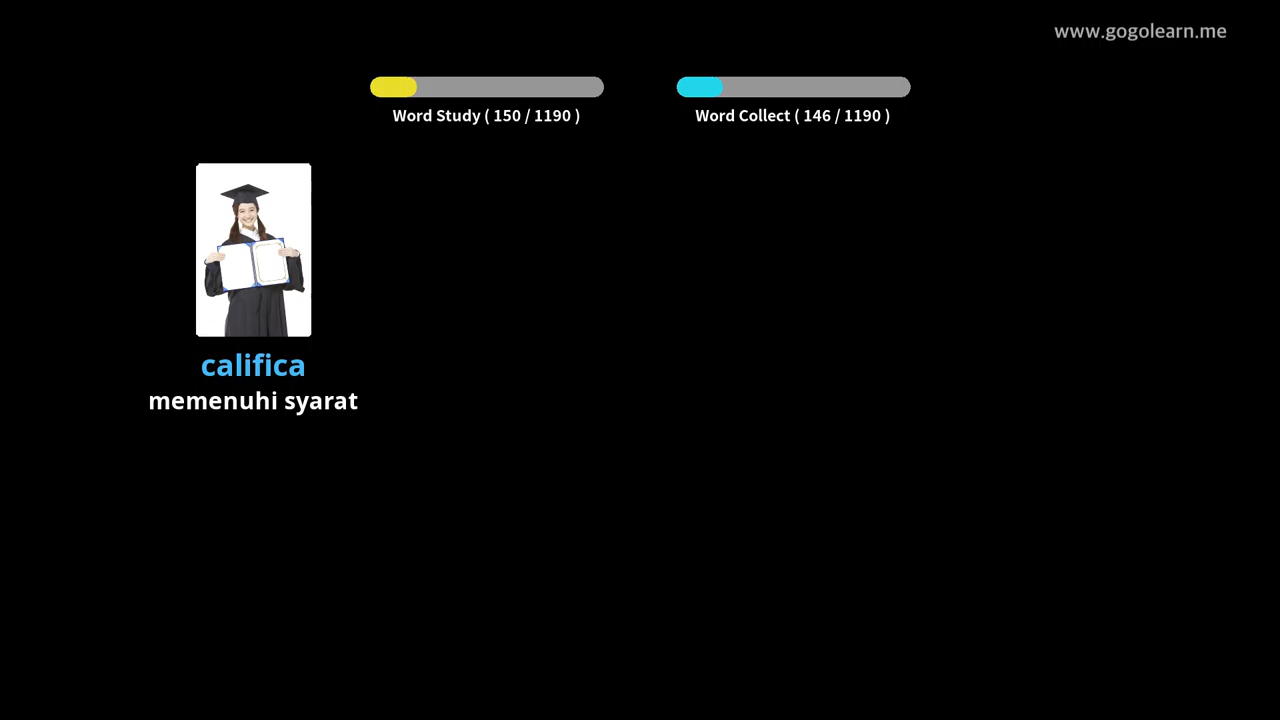 www.gogolearn.me
Word Study ( 150 / 1190 )
Word Collect ( 146 / 1190 )
califica
memenuhi syarat